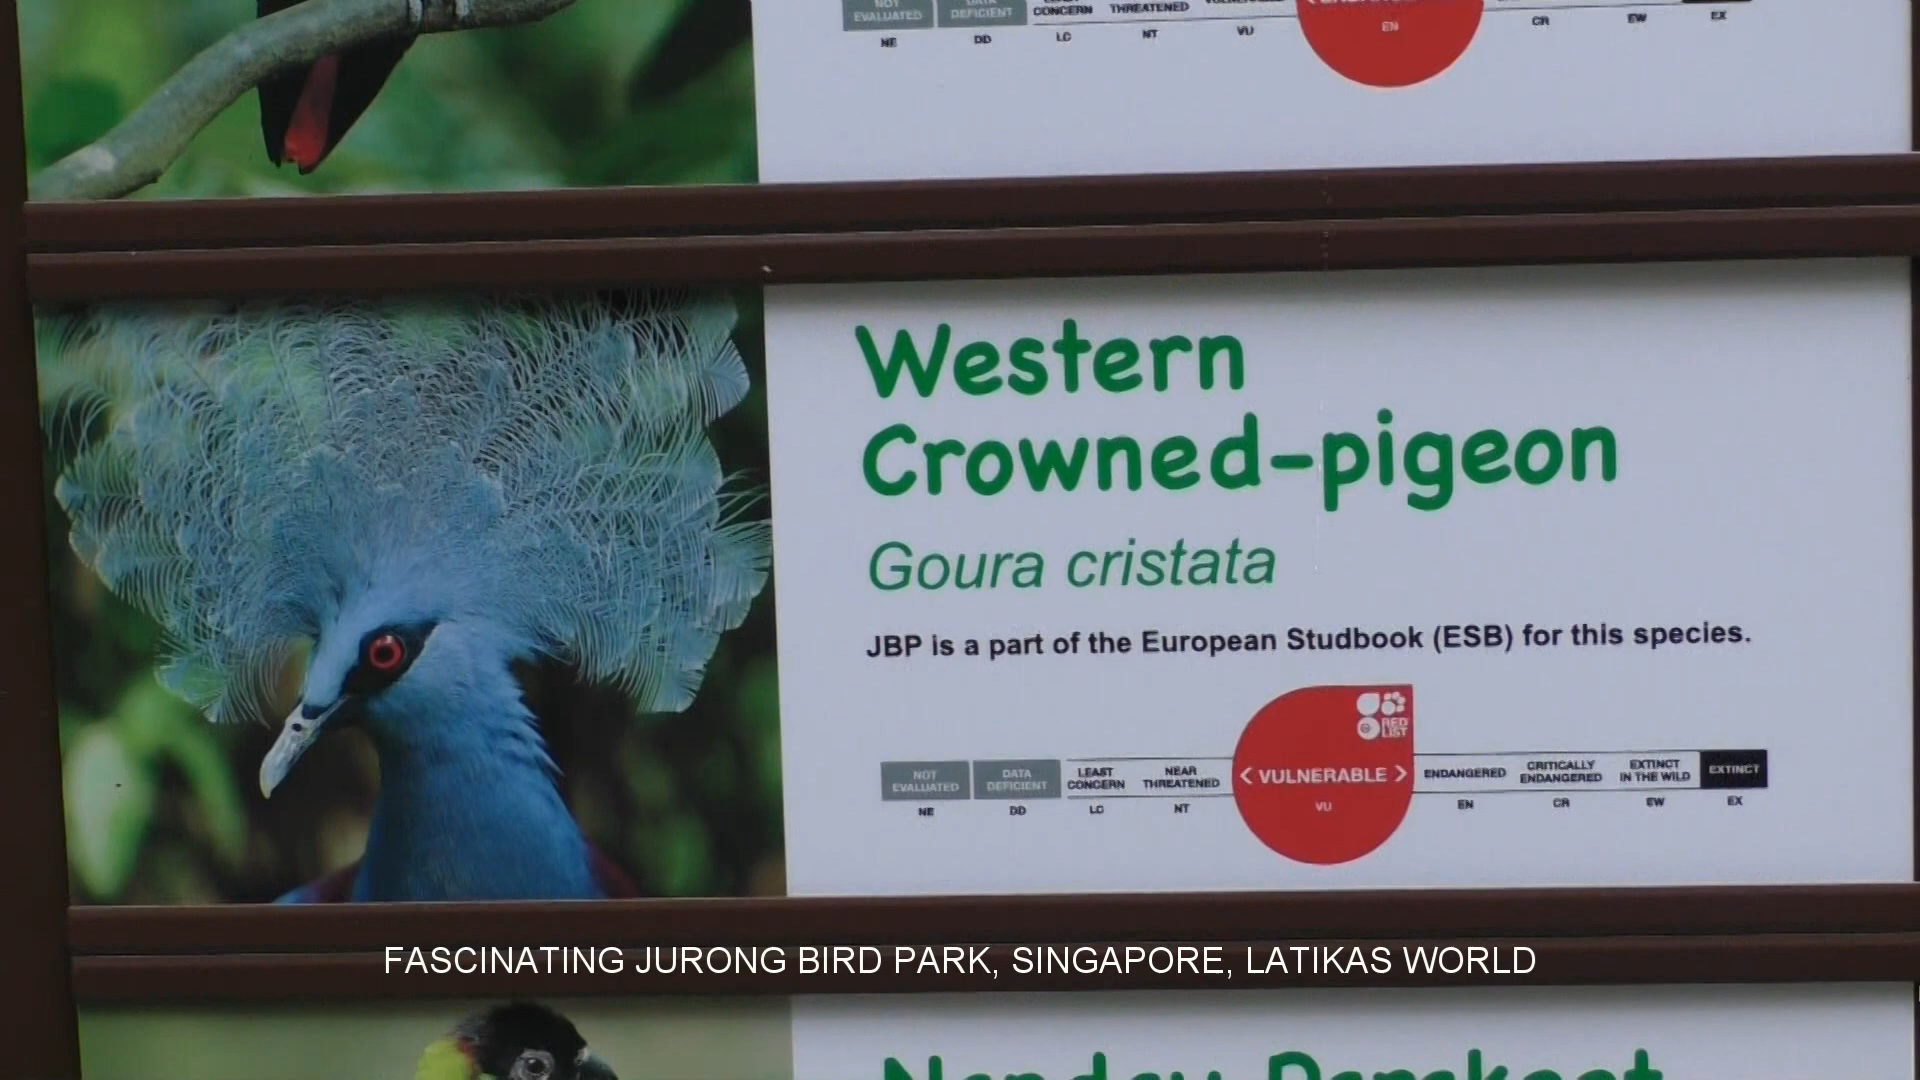 NOT EVALUATED
DATA DEFICIENT
CONCERN
THREATENED
NE DD LC NT VU EN CR EW EX
Western
Crowned-pigeon
Goura cristata
JBP is a part of the European Studbook (ESB) for this species.
RED LIST
NOT EVALUATED
DATA DEFICIENT
LEAST CONCERN
NEAR THREATENED
< VULNERABLE >
ENDANGERED
CRITICALLY ENDANGERED
EXTINCT IN THE WILD
EXTINCT
NE DD LC NT VU EN CR EW EX
FASCINATING JURONG BIRD PARK, SINGAPORE, LATIKAS WORLD